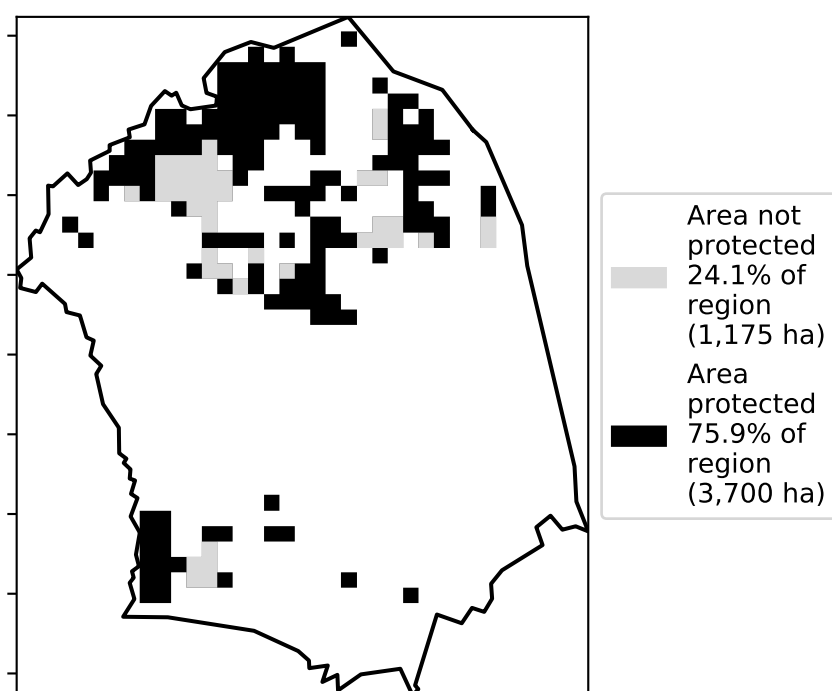 Area not
protected
24.1% of
region
(1,175 ha)
Area
protected
75.9% of
region
(3,700 ha)